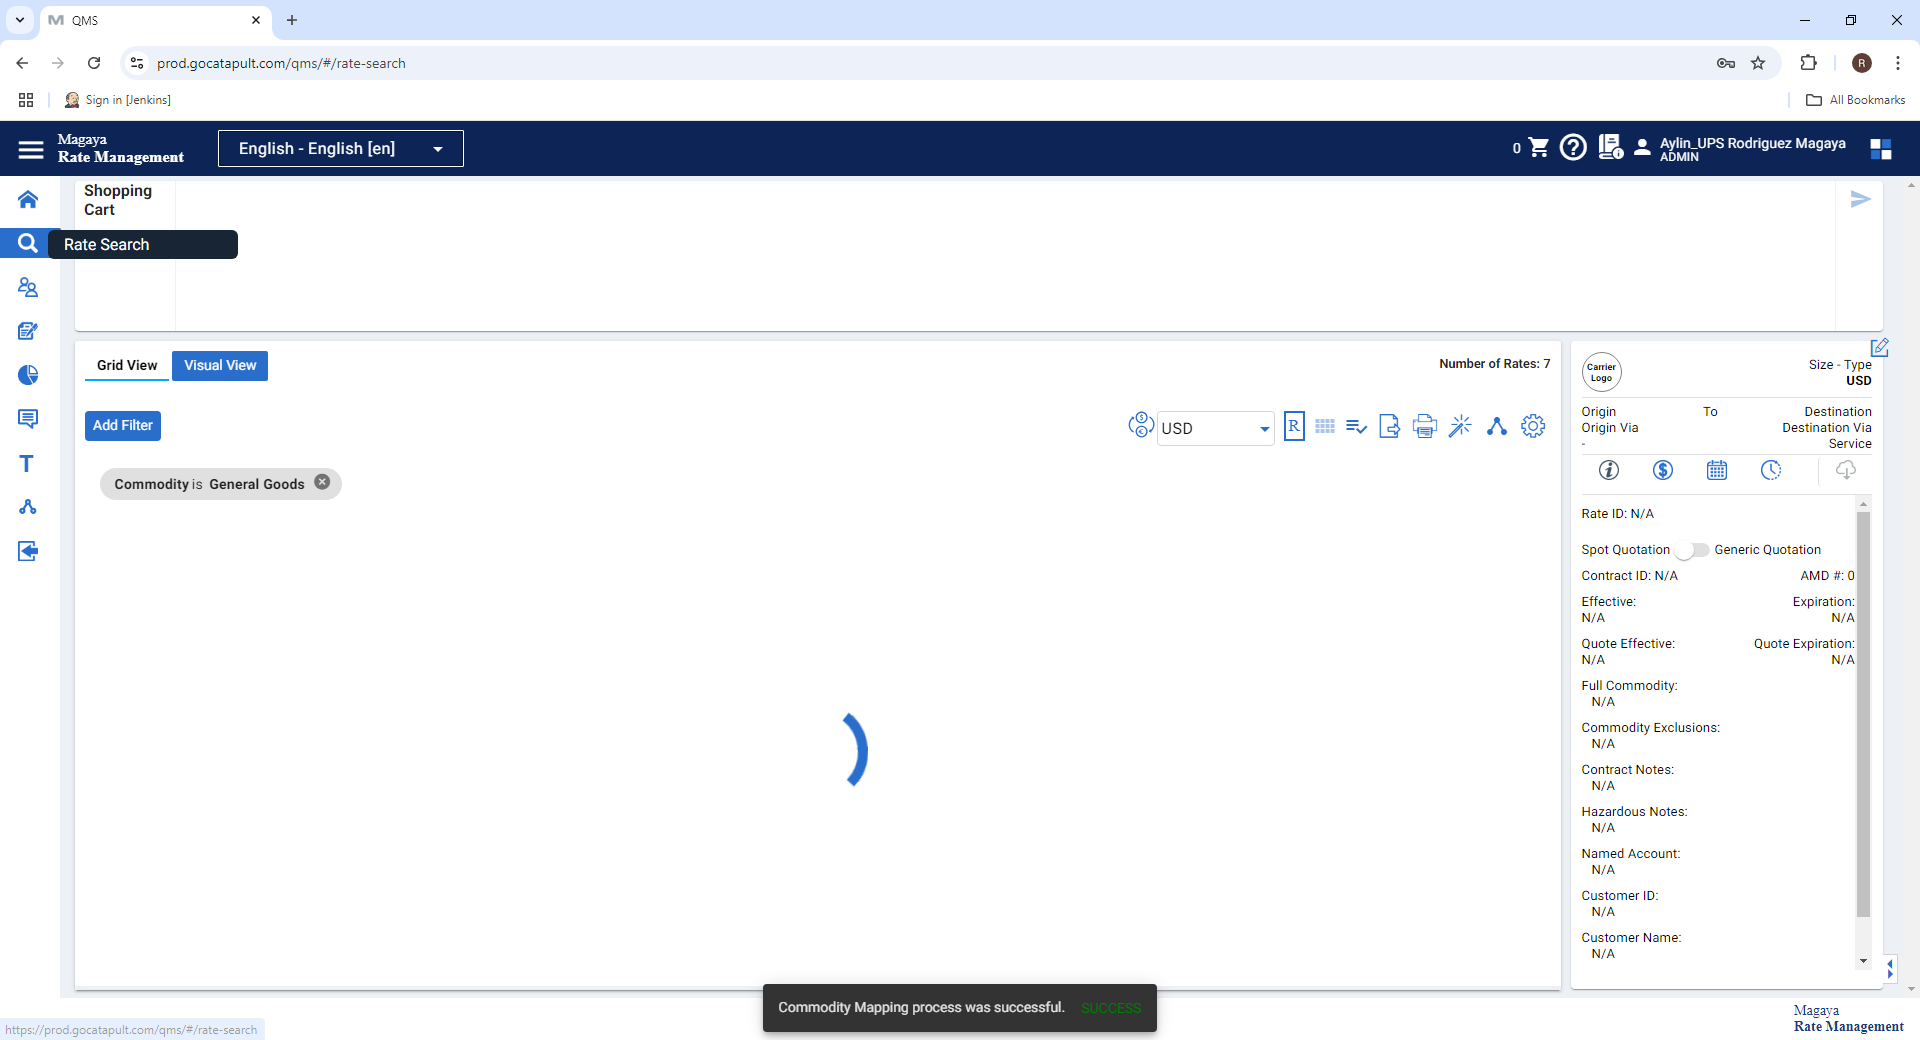 QMS
prod.gocatapult.com/qms/#/rate-search
R
Sign in [Jenkins]
All Bookmarks
Magaya
Rate Management
English - English [en]
0
Aylin_UPS Rodriguez Magaya
ADMIN
Shopping
Cart
Rate Search
Grid View
Visual View
Number of Rates: 7
Add Filter
USD
R
Commodity is General Goods
Carrier
Logo
Size - Type
USD
Origin To Destination
Origin Via Destination Via
- Service
Rate ID: N/A
Spot Quotation Generic Quotation
Contract ID: N/A AMD #: 0
Effective: Expiration:
N/A N/A
Quote Effective: Quote Expiration:
N/A N/A
Full Commodity:
N/A
Commodity Exclusions:
N/A
Contract Notes:
N/A
Hazardous Notes:
N/A
Named Account:
N/A
Customer ID:
N/A
Customer Name:
N/A
Commodity Mapping process was successful. SUCCESS
https://prod.gocatapult.com/qms/#/rate-search
Magaya
Rate Management